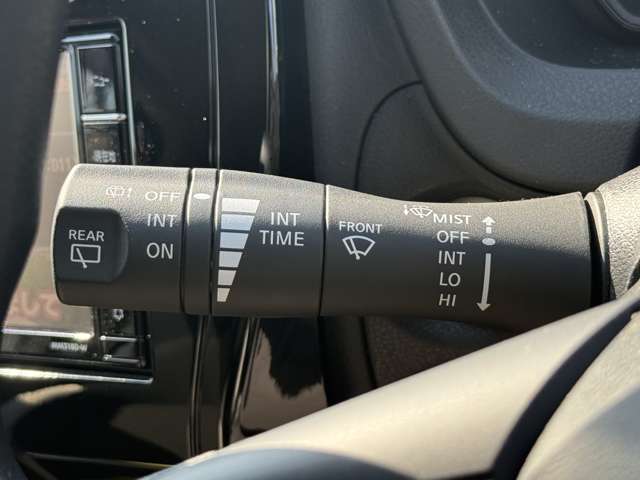 REAR
OFF
INT
ON
INT
TIME
FRONT
MIST
OFF
INT
LO
HI